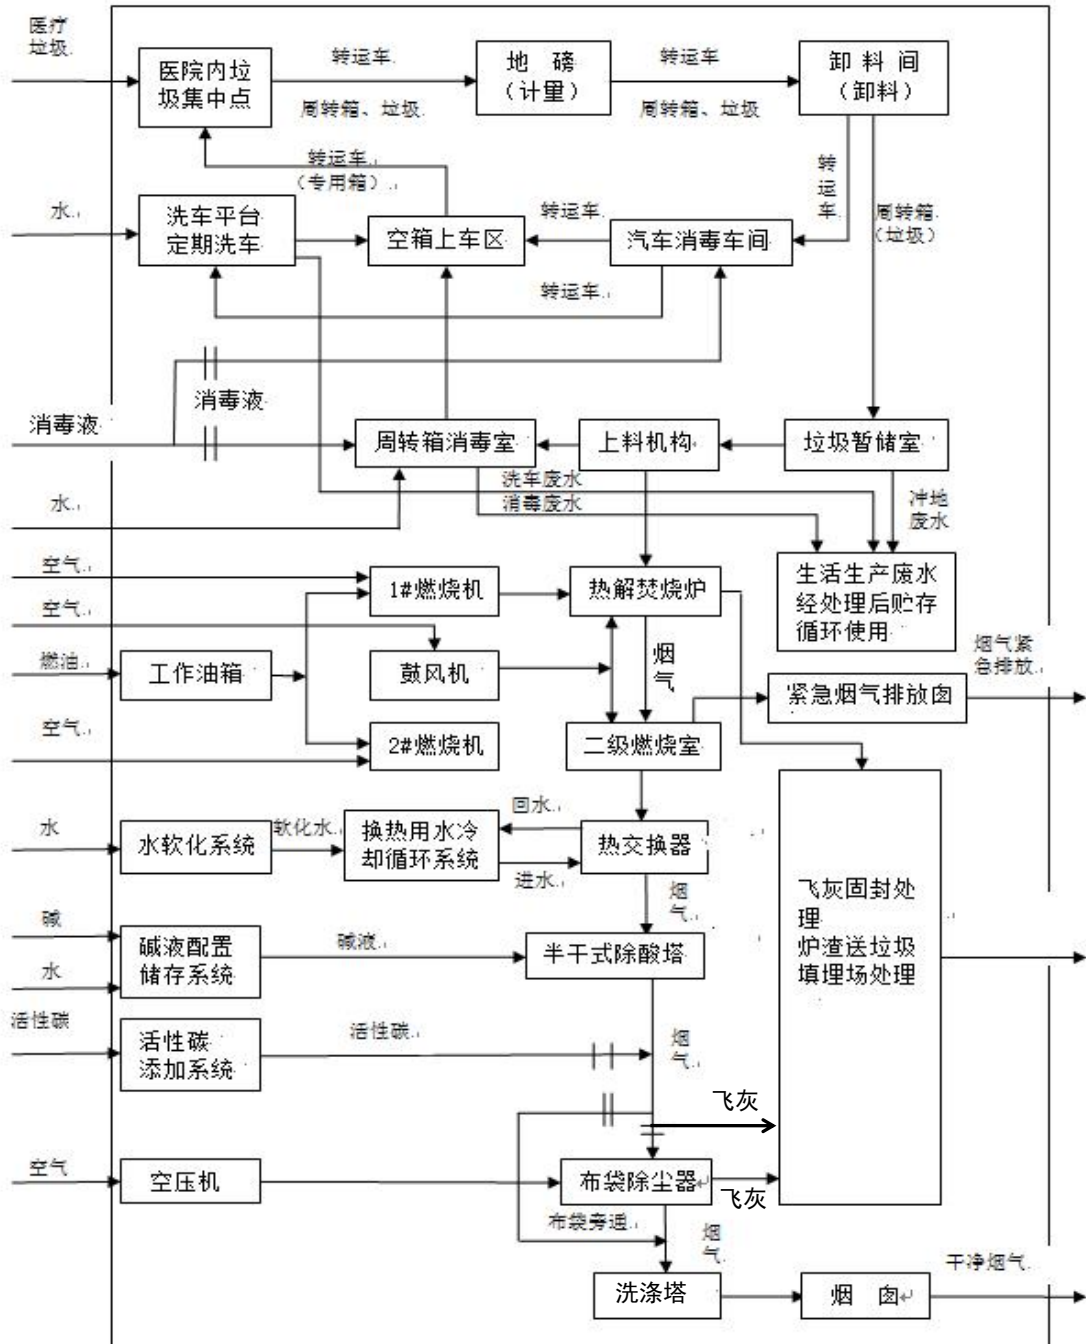 医疗
垃圾
医院内垃
圾集中点
转运车
周转箱、垃圾
地 磅
（计量）
转运车
周转箱、垃圾
卸 料 间
（卸料）
转运车
（专用箱）
转运车
周转箱
（垃圾）
水
洗车平台
定期洗车
空箱上车区
转运车
汽车消毒车间
转运车
消毒液
消毒液
周转箱消毒室
上料机构
垃圾暂储室
洗车废水
消毒废水
冲地
废水
水
空气
1#燃烧机
热解焚烧炉
生活生产废水
经处理后贮存
循环使用
空气
燃油
工作油箱
鼓风机
烟气
烟气紧
急排放
紧急烟气排放囱
空气
2#燃烧机
二级燃烧室
水
水软化系统
软化水
换热用水冷
却循环系统
回水
进水
热交换器
烟气
飞灰固封处
理
炉渣送垃圾
填埋场处理
碱
水
碱液配置
储存系统
碱液
半干式除酸塔
活性碳
活性碳
添加系统
活性碳
烟气
飞灰
空气
空压机
布袋除尘器
飞灰
布袋旁通
烟气
洗涤塔
烟 囱
干净烟气